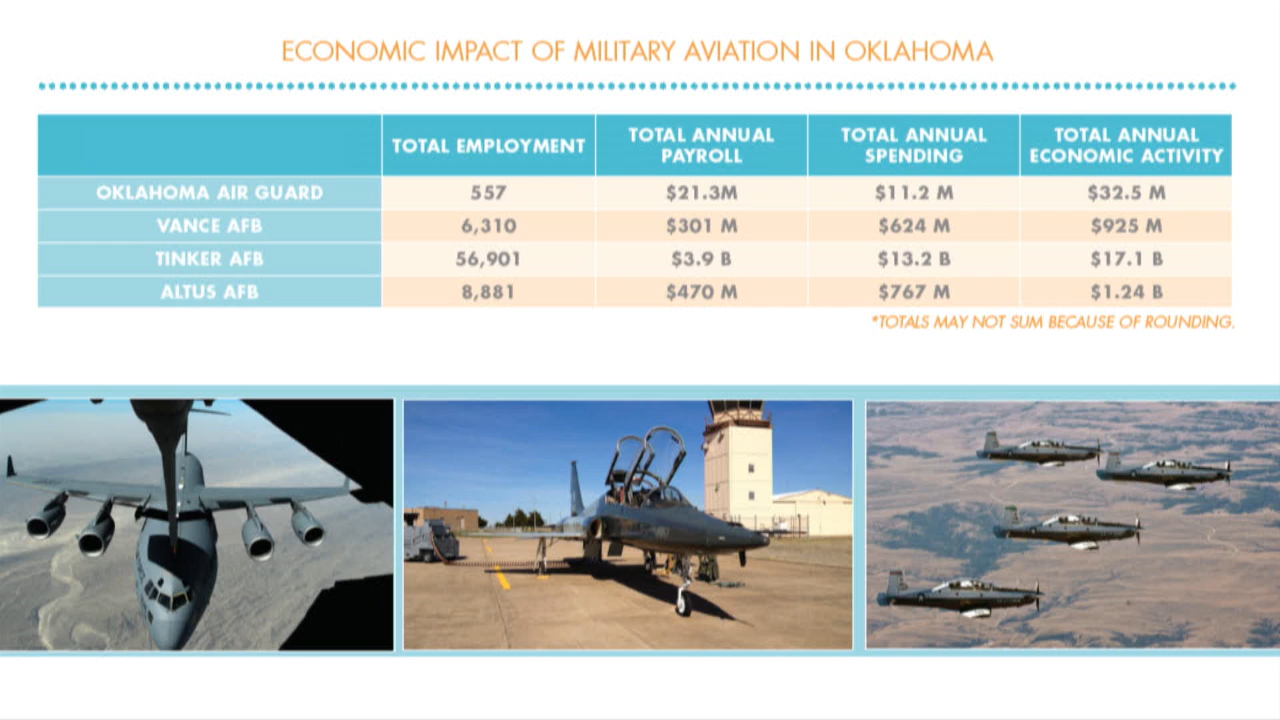 ECONOMIC IMPACT OF MILITARY AVIATION IN OKLAHOMA
TOTAL EMPLOYMENT TOTAL ANNUAL PAYROLL TOTAL ANNUAL SPENDING TOTAL ANNUAL ECONOMIC ACTIVITY
OKLAHOMA AIR GUARD 557 $21.3M $11.2 M $32.5 M
VANCE AFB 6,310 $301 M $624 M $925 M
TINKER AFB 56,901 $3.9 B $13.2 B $17.1 B
ALTUS AFB 8,881 $470 M $767 M $1.24 B
*TOTALS MAY NOT SUM BECAUSE OF ROUNDING.